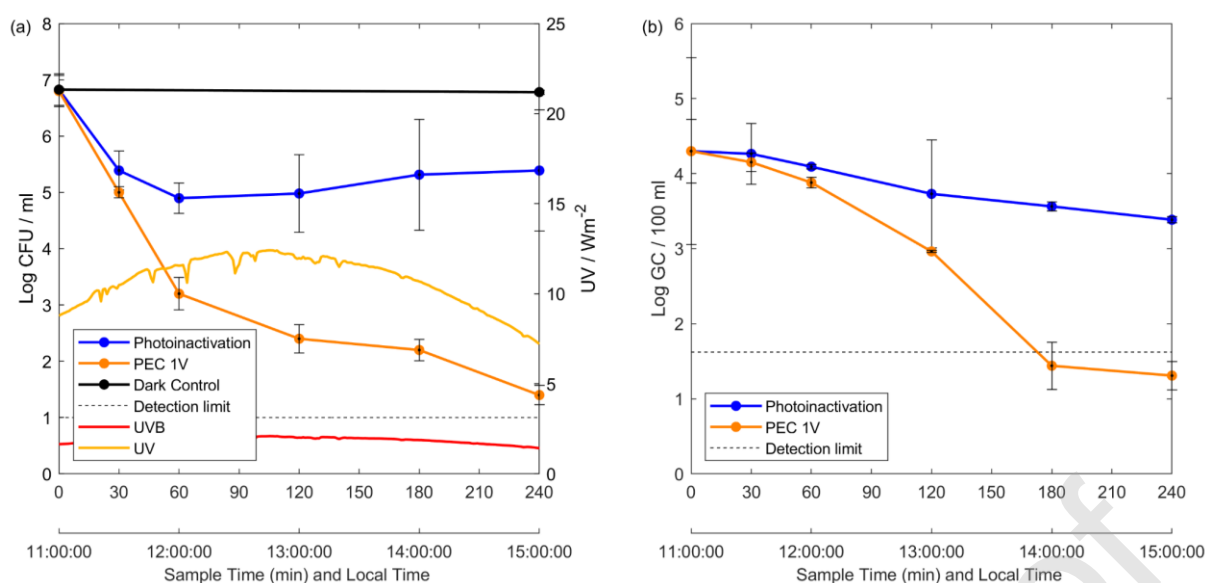 (a)
8
7
6
5
4
3
2
1
0
Log CFU / ml
25
20
15
10
5
0
UV / Wm-2
Photoinactivation
PEC 1V
Dark Control
Detection limit
UVB
UV
0 30 60 90 120 150 180 210 240
11:00:00 12:00:00 13:00:00 14:00:00 15:00:00
Sample Time (min) and Local Time
(b)
6
5
4
3
2
1
0
Log GC / 100 ml
Photoinactivation
PEC 1V
Detection limit
0 30 60 90 120 150 180 210 240
11:00:00 12:00:00 13:00:00 14:00:00 15:00:00
Sample Time (min) and Local Time